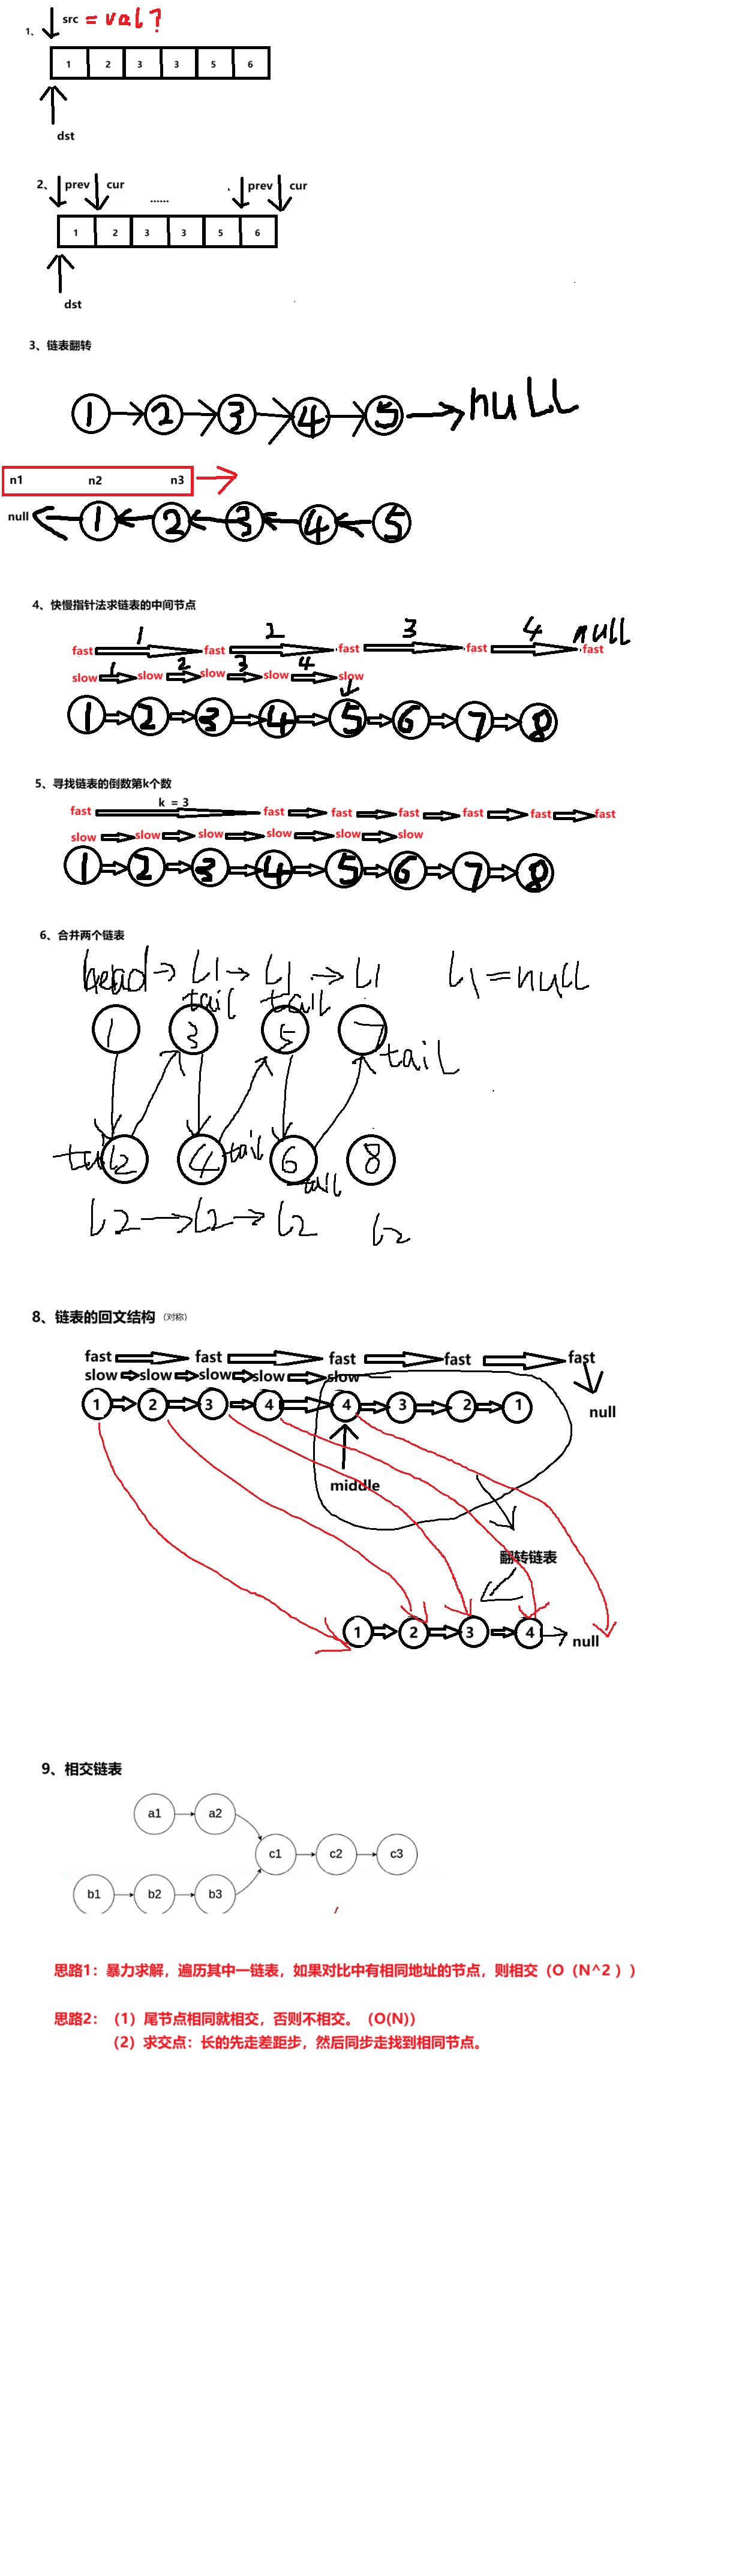 1、 src = val?
1 2 3 3 5 6
dst
2、 prev cur ...... 、 prev cur
1 2 3 3 5 6
dst
3、链表翻转
1 2 3 4 5 null
n1 n2 n3
null 1 2 3 4 5
4、快慢指针法求链表的中间节点
1 2 3 4 null
fast fast fast fast fast
1 2 3 4
slow slow slow slow slow
1 2 3 4 5 6 7 8
5、寻找链表的倒数第k个数
k = 3
fast fast fast fast fast fast fast
slow slow slow slow slow slow
1 2 3 4 5 6 7 8
6、合并两个链表
head L1 L1 L1 L1=null
tail tail
1 3 5 7
tail
tail 2 4 tail 6 8
tail
L2 L2 L2 L2
8、链表的回文结构 (对称)
fast fast fast fast fast
slow slow slow slow slow
1 2 3 4 4 3 2 1
null
middle
翻转链表
1 2 3 4 null
9、相交链表
a1 a2
c1 c2 c3
b1 b2 b3
思路1：暴力求解，遍历其中一链表，如果对比中有相同地址的节点，则相交（O（N^2 ））
思路2：（1）尾节点相同就相交，否则不相交。（O(N)）
（2）求交点：长的先走差距步，然后同步走找到相同节点。